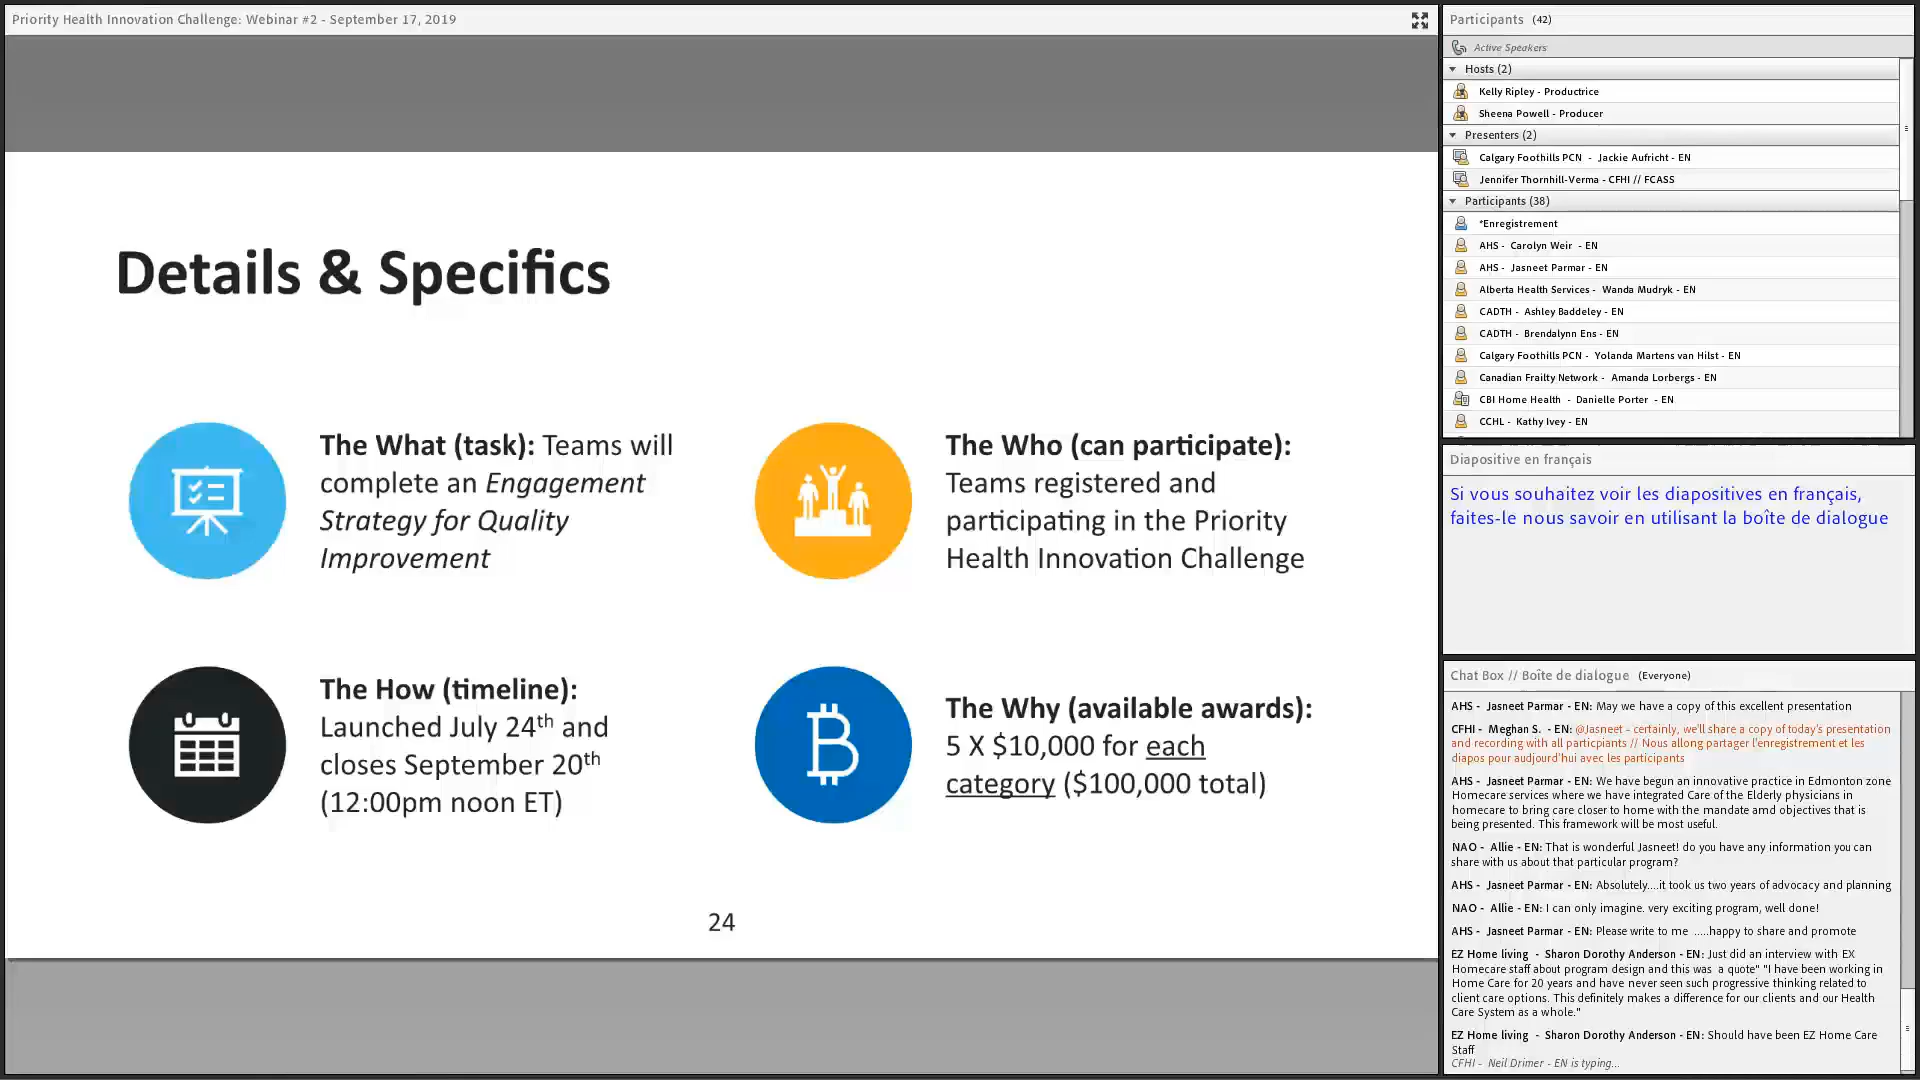 Priority Health Innovation Challenge: Webinar #2 - September 17, 2019
Details & Specifics
The What (task): Teams will
complete an Engagement
Strategy for Quality
Improvement
The Who (can participate):
Teams registered and
participating in the Priority
Health Innovation Challenge
The How (timeline):
Launched July 24th and
closes September 20th
(12:00pm noon ET)
The Why (available awards):
5 X $10,000 for each
category ($100,000 total)
24
Participants (42)
Active Speakers
Hosts (2)
Kelly Ripley - Productrice
Sheena Powell - Producer
Presenters (2)
Calgary Foothills PCN - Jackie Aufricht - EN
Jennifer Thornhill-Verma - CFHI // FCASS
Participants (38)
*Enregistrement
AHS - Carolyn Weir - EN
AHS - Jasneet Parmar - EN
Alberta Health Services - Wanda Mudryk - EN
CADTH - Ashley Baddeley - EN
CADTH - Brendalynn Ens - EN
Calgary Foothills PCN - Yolanda Martens van Hilst - EN
Canadian Frailty Network - Amanda Lorbergs - EN
CBI Home Health - Danielle Porter - EN
CCHL - Kathy Ivey - EN
Diapositive en français
Si vous souhaitez voir les diapositives en français,
faites-le nous savoir en utilisant la boîte de dialogue
Chat Box // Boîte de dialogue (Everyone)
AHS - Jasneet Parmar - EN: May we have a copy of this excellent presentation
CFHI - Meghan S. - EN: @Jasneet - certainly, we'll share a copy of today's presentation
and recording with all particpiants // Nous allong partager l'enregistrement et les
diapos pour audjourd'hui avec les participants
AHS - Jasneet Parmar - EN: We have begun an innovative practice in Edmonton zone
Homecare services where we have integrated Care of the Elderly physicians in
homecare to bring care closer to home with the mandate amd objectives that is
being presented. This framework will be most useful.
NAO - Allie - EN: That is wonderful Jasneet! do you have any information you can
share with us about that particular program?
AHS - Jasneet Parmar - EN: Absolutely....it took us two years of advocacy and planning
NAO - Allie - EN: I can only imagine. very exciting program, well done!
AHS - Jasneet Parmar - EN: Please write to me .....happy to share and promote
EZ Home living - Sharon Dorothy Anderson - EN: Just did an interview with EX
Homecare staff about program design and this was a quote" "I have been working in
Home Care for 20 years and have never seen such progressive thinking related to
client care options. This definitely makes a difference for our clients and our Health
Care System as a whole."
EZ Home living - Sharon Dorothy Anderson - EN: Should have been EZ Home Care
Staff
CFHI - Neil Drimer - EN is typing...